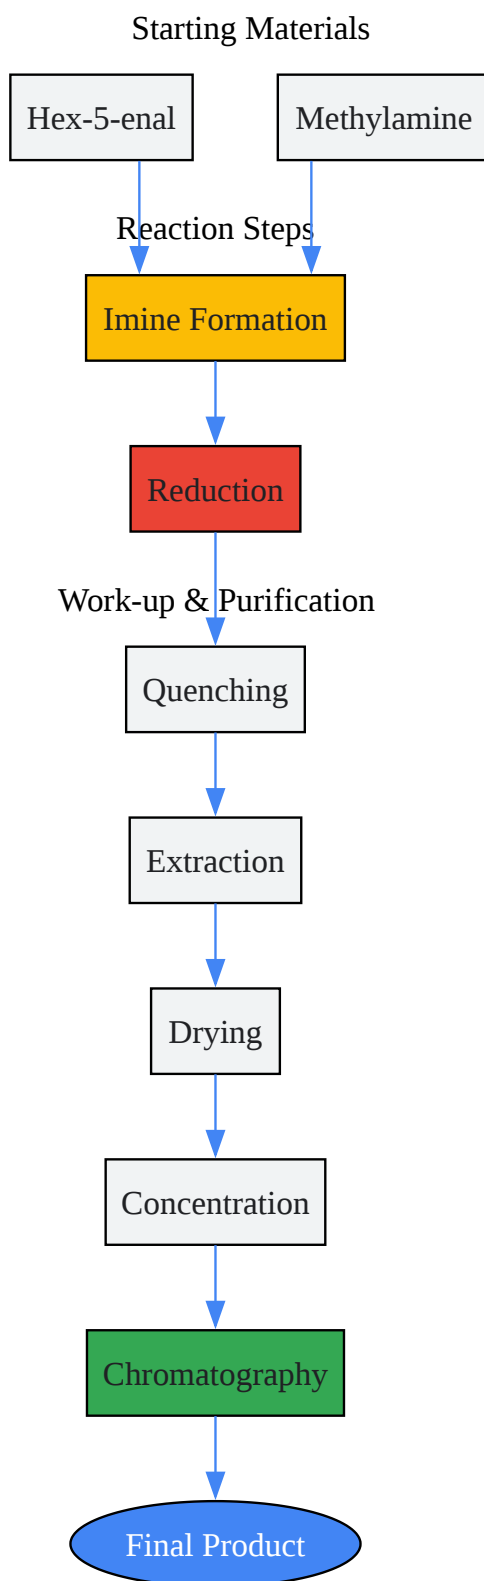 Starting Materials
Hex-5-enal
Methylamine
Reaction Steps
Imine Formation
Reduction
Work-up & Purification
Quenching
Extraction
Drying
Concentration
Chromatography
Final Product